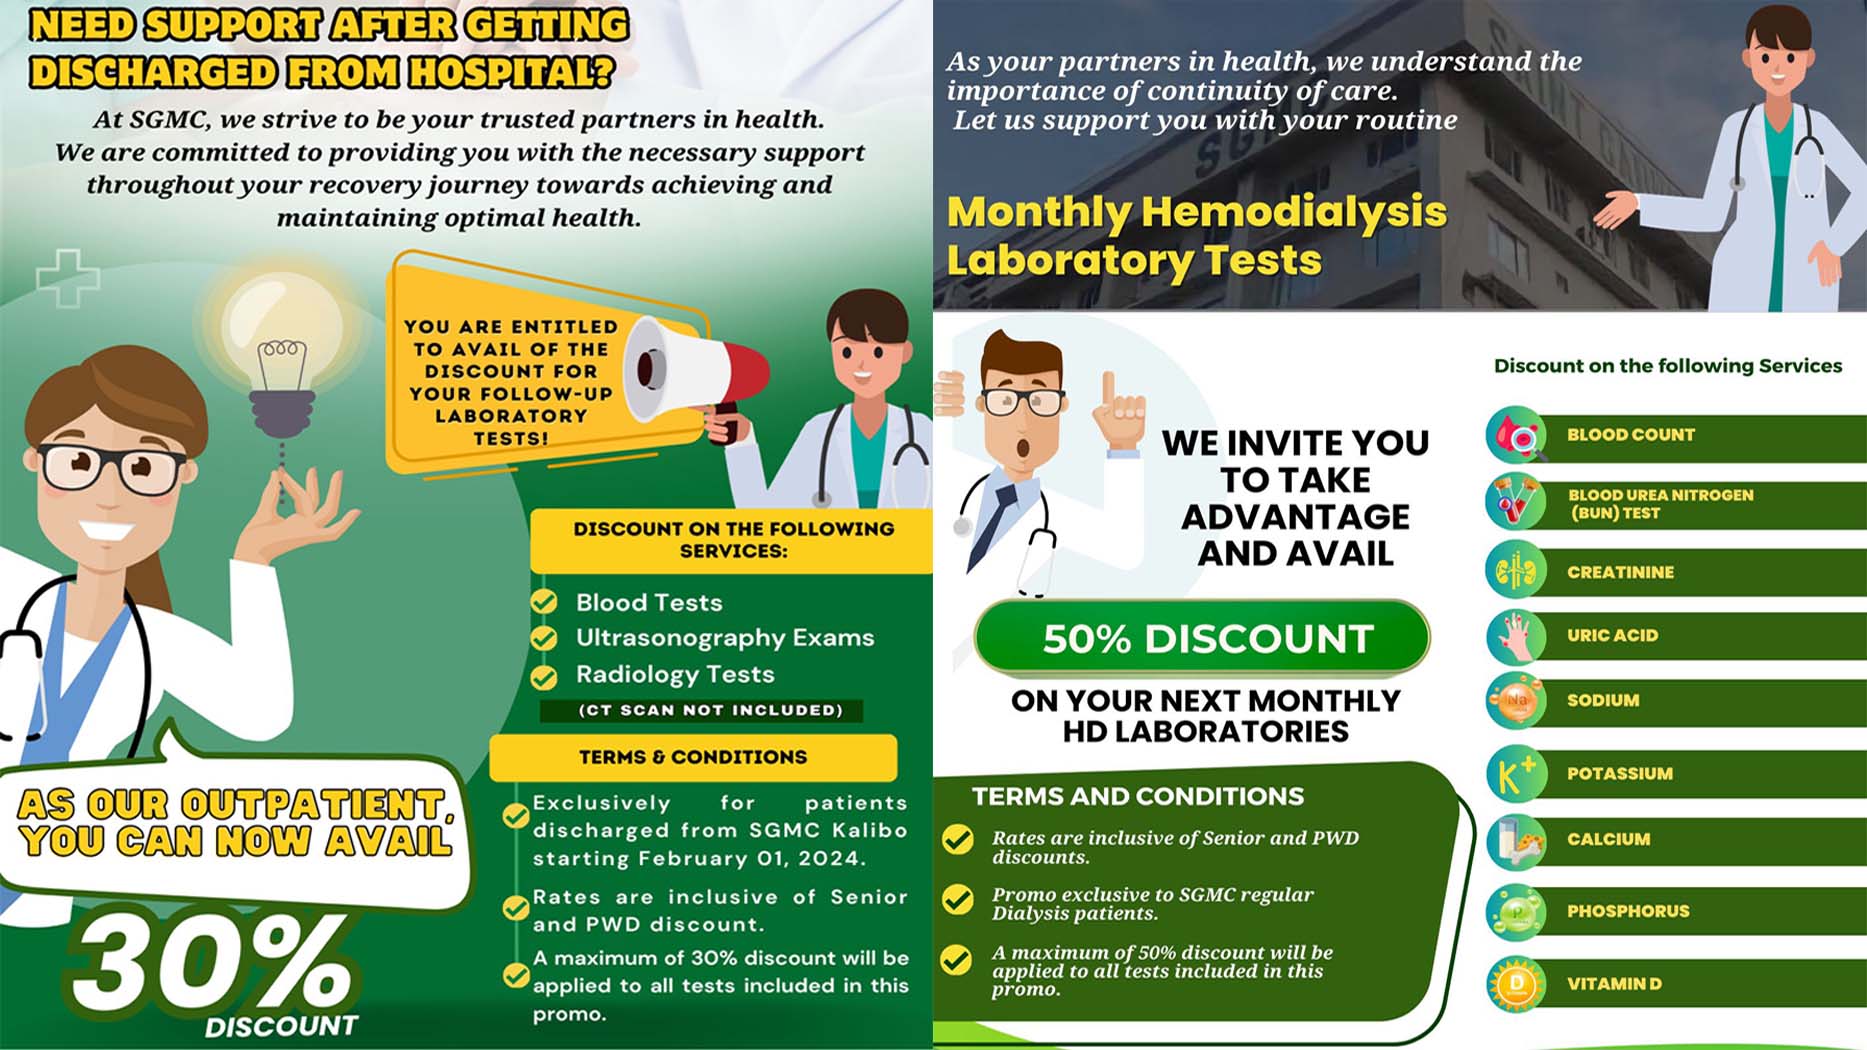 NEED SUPPORT AFTER GETTING
DISCHARGED FROM HOSPITAL?
At SGMC, we strive to be your trusted partners in health.
We are committed to providing you with the necessary support
throughout your recovery journey towards achieving and
maintaining optimal health.
YOU ARE ENTITLED
TO AVAIL OF THE
DISCOUNT FOR
YOUR FOLLOW-UP
LABORATORY
TESTS!
DISCOUNT ON THE FOLLOWING
SERVICES:
Blood Tests
Ultrasonography Exams
Radiology Tests
(CT SCAN NOT INCLUDED)
TERMS & CONDITIONS
Exclusively for patients
discharged from SGMC Kalibo
starting February 01, 2024.
Rates are inclusive of Senior
and PWD discount.
A maximum of 30% discount will be
applied to all tests included in this
promo.
AS OUR OUTPATIENT,
YOU CAN NOW AVAIL
30%
DISCOUNT
As your partners in health, we understand the
importance of continuity of care.
Let us support you with your routine
Monthly Hemodialysis
Laboratory Tests
WE INVITE YOU
TO TAKE
ADVANTAGE
AND AVAIL
50% DISCOUNT
ON YOUR NEXT MONTHLY
HD LABORATORIES
TERMS AND CONDITIONS
Rates are inclusive of Senior and PWD
discounts.
Promo exclusive to SGMC regular
Dialysis patients.
A maximum of 50% discount will be
applied to all tests included in this
promo.
Discount on the following Services
BLOOD COUNT
BLOOD UREA NITROGEN
(BUN) TEST
CREATININE
URIC ACID
Na
SODIUM
K+
POTASSIUM
CALCIUM
P
PHOSPHORUS
D
VITAMIN D